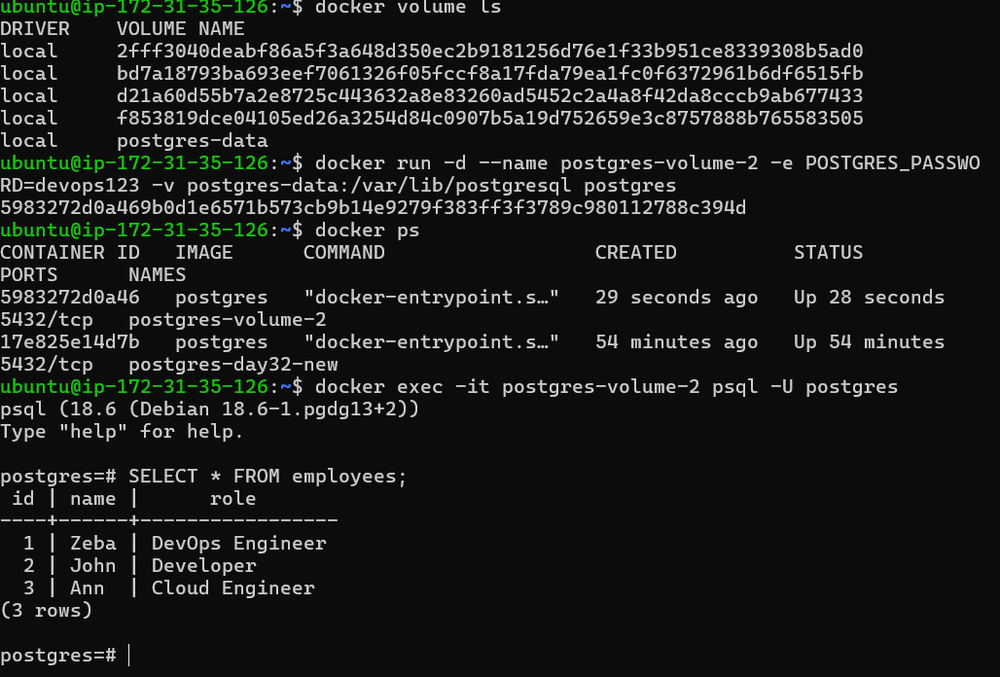 ubuntu@ip-172-31-35-126:~$ docker volume ls
DRIVER    VOLUME NAME
local     2fff3040deabf86a5f3a648d350ec2b9181256d76e1f33b951ce8339308b5ad0
local     bd7a18793ba693eef7061326f05fccf8a17fda79ea1fc0f6372961b6df6515fb
local     d21a60d55b7a2e8725c443632a8e83260ad5452c2a4a8f42da8cccb9ab677433
local     f853819dce04105ed26a3254d84c0907b5a19d752659e3c8757888b765583505
local     postgres-data
ubuntu@ip-172-31-35-126:~$ docker run -d --name postgres-volume-2 -e POSTGRES_PASSWO
RD=devops123 -v postgres-data:/var/lib/postgresql postgres
5983272d0a469b0d1e6571b573cb9b14e9279f383ff3f3789c980112788c394d
ubuntu@ip-172-31-35-126:~$ docker ps
CONTAINER ID   IMAGE      COMMAND                  CREATED          STATUS
PORTS      NAMES
5983272d0a46   postgres   "docker-entrypoint.s…"   29 seconds ago   Up 28 seconds
5432/tcp   postgres-volume-2
17e825e14d7b   postgres   "docker-entrypoint.s…"   54 minutes ago   Up 54 minutes
5432/tcp   postgres-day32-new
ubuntu@ip-172-31-35-126:~$ docker exec -it postgres-volume-2 psql -U postgres
psql (18.6 (Debian 18.6-1.pgdg13+2))
Type "help" for help.

postgres=# SELECT * FROM employees;
 id | name |      role
----+------+-----------------
  1 | Zeba | DevOps Engineer
  2 | John | Developer
  3 | Ann  | Cloud Engineer
(3 rows)

postgres=#